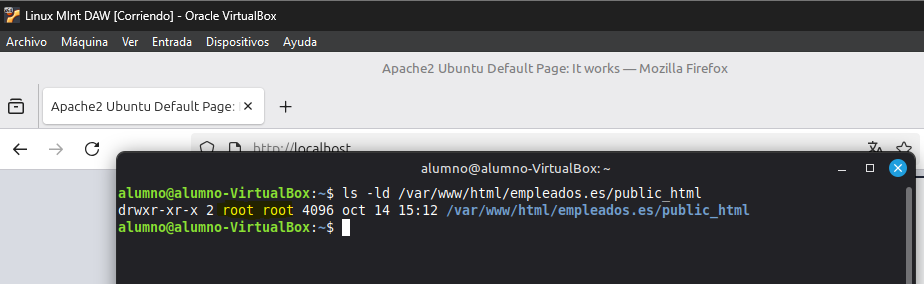 Linux MInt DAW [Corriendo] - Oracle VirtualBox
Archivo Máquina Ver Entrada Dispositivos Ayuda
Apache2 Ubuntu Default Page: It works — Mozilla Firefox
Apache2 Ubuntu Default Page:
http://localhost
alumno@alumno-VirtualBox: ~
alumno@alumno-VirtualBox:~$ ls -ld /var/www/html/empleados.es/public_html
drwxr-xr-x 2 root root 4096 oct 14 15:12 /var/www/html/empleados.es/public_html
alumno@alumno-VirtualBox:~$